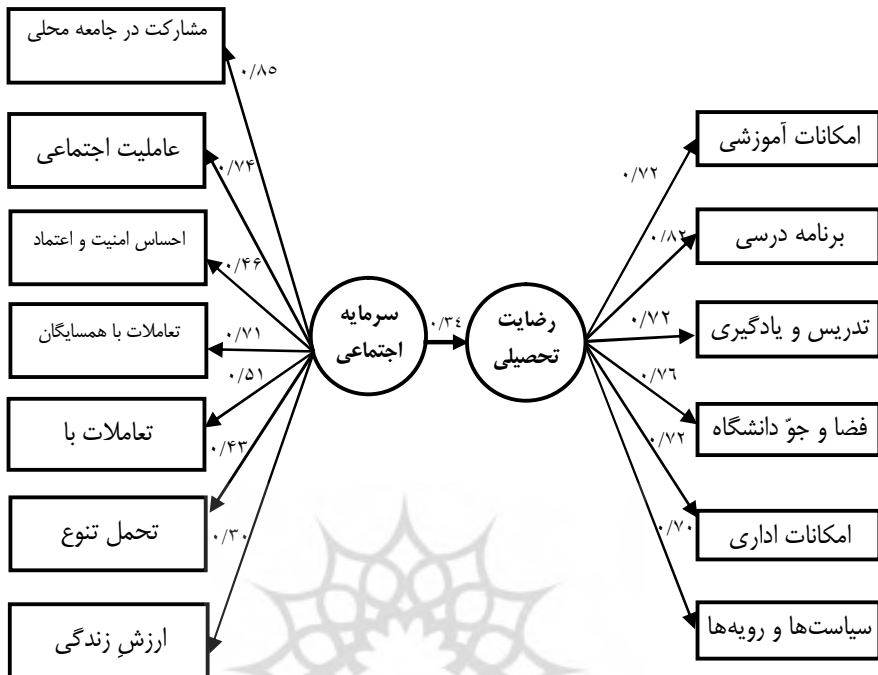 مشارکت در جامعه محلی
۰/۸۵
عاملیت اجتماعی
۰/۷۴
احساس امنیت و اعتماد
۰/۴۶
تعاملات با همسایگان
۰/۷۱
تعاملات با
۰/۵۱
تحمل تنوع
۰/۴۳
ارزشِ زندگی
۰/۳۰
سرمایه
اجتماعی
۰/۳٤
رضایت
تحصیلی
امکانات آموزشی
۰/۷۲
برنامه درسی
۰/۸۲
تدریس و یادگیری
۰/۷۲
فضا و جوّ دانشگاه
۰/۷٦
امکانات اداری
۰/۷۲
سیاست‌ها و رویه‌ها
۰/۷۰